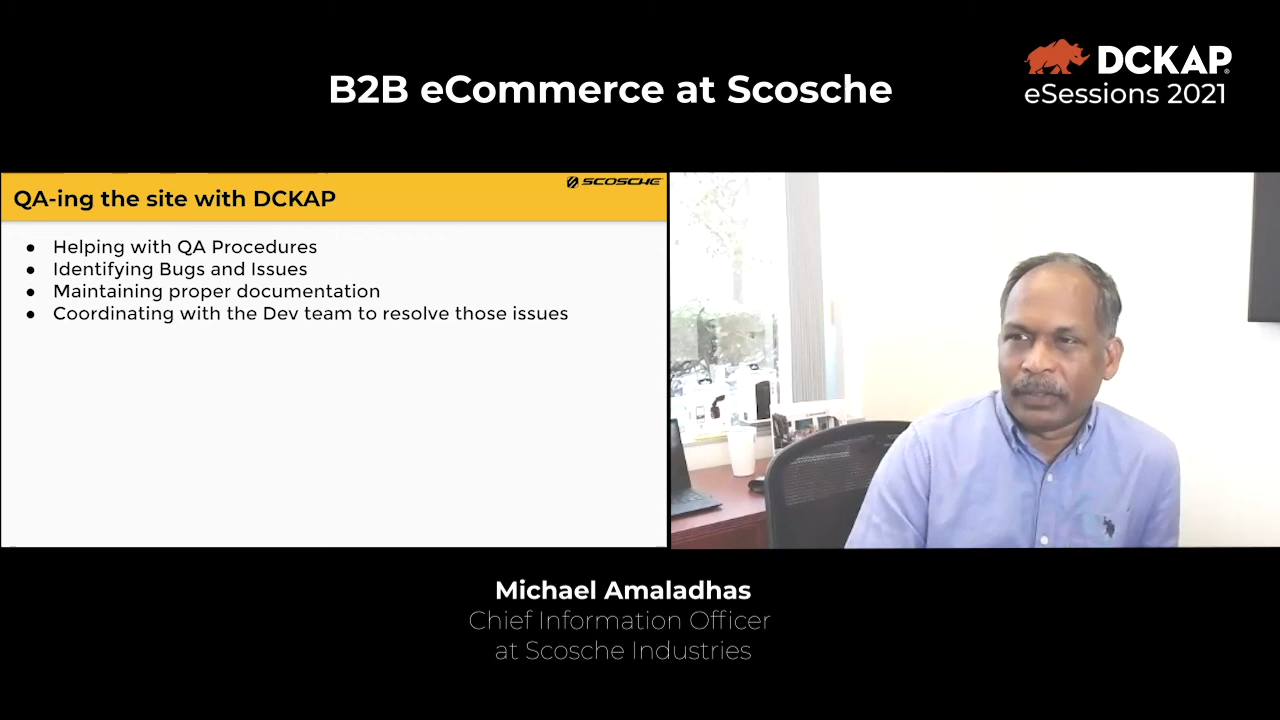 B2B eCommerce at Scosche
DCKAP
eSessions 2021
SCOSCHE
QA-ing the site with DCKAP
● Helping with QA Procedures
● Identifying Bugs and Issues
● Maintaining proper documentation
● Coordinating with the Dev team to resolve those issues
Michael Amaladhas
Chief Information Officer
at Scosche Industries